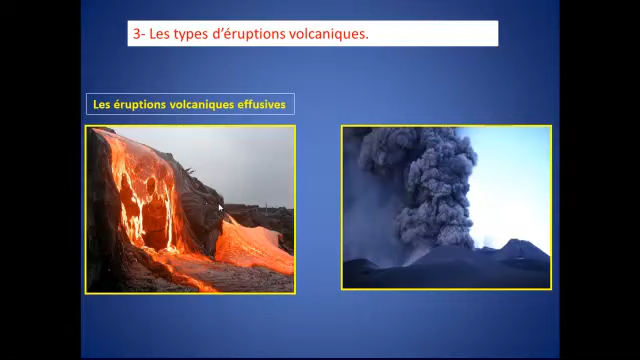 3- Les types d’éruptions volcaniques.
Les éruptions volcaniques effusives